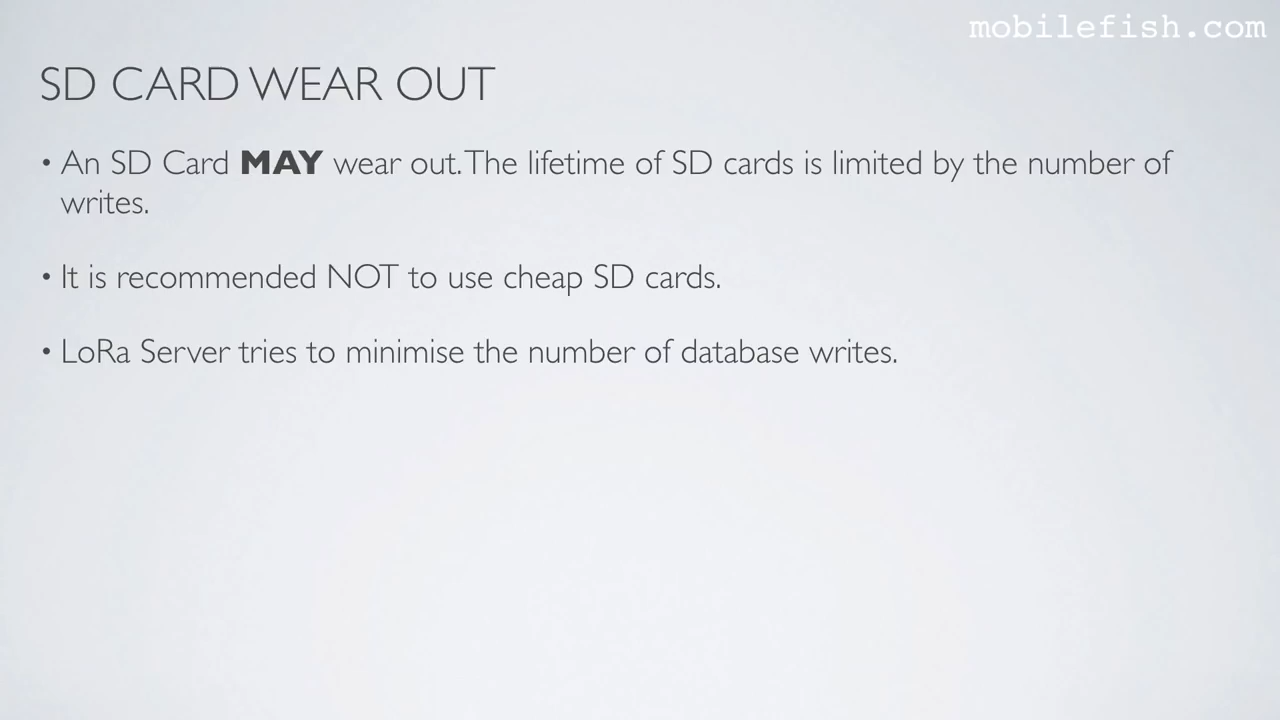 mobilefish.com
SD CARD WEAR OUT
• An SD Card MAY wear out. The lifetime of SD cards is limited by the number of
writes.
• It is recommended NOT to use cheap SD cards.
• LoRa Server tries to minimise the number of database writes.